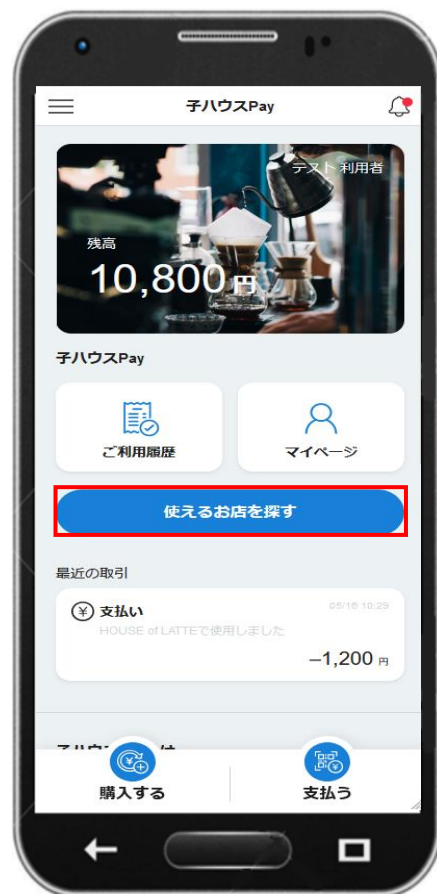 子ハウスPay
テスト 利用者
残高
10,800円
子ハウスPay
ご利用履歴
マイページ
使えるお店を探す
最近の取引
支払い
05/16 10:29
HOUSE of LATTEで使用しました
–1,200 円
購入する
支払う